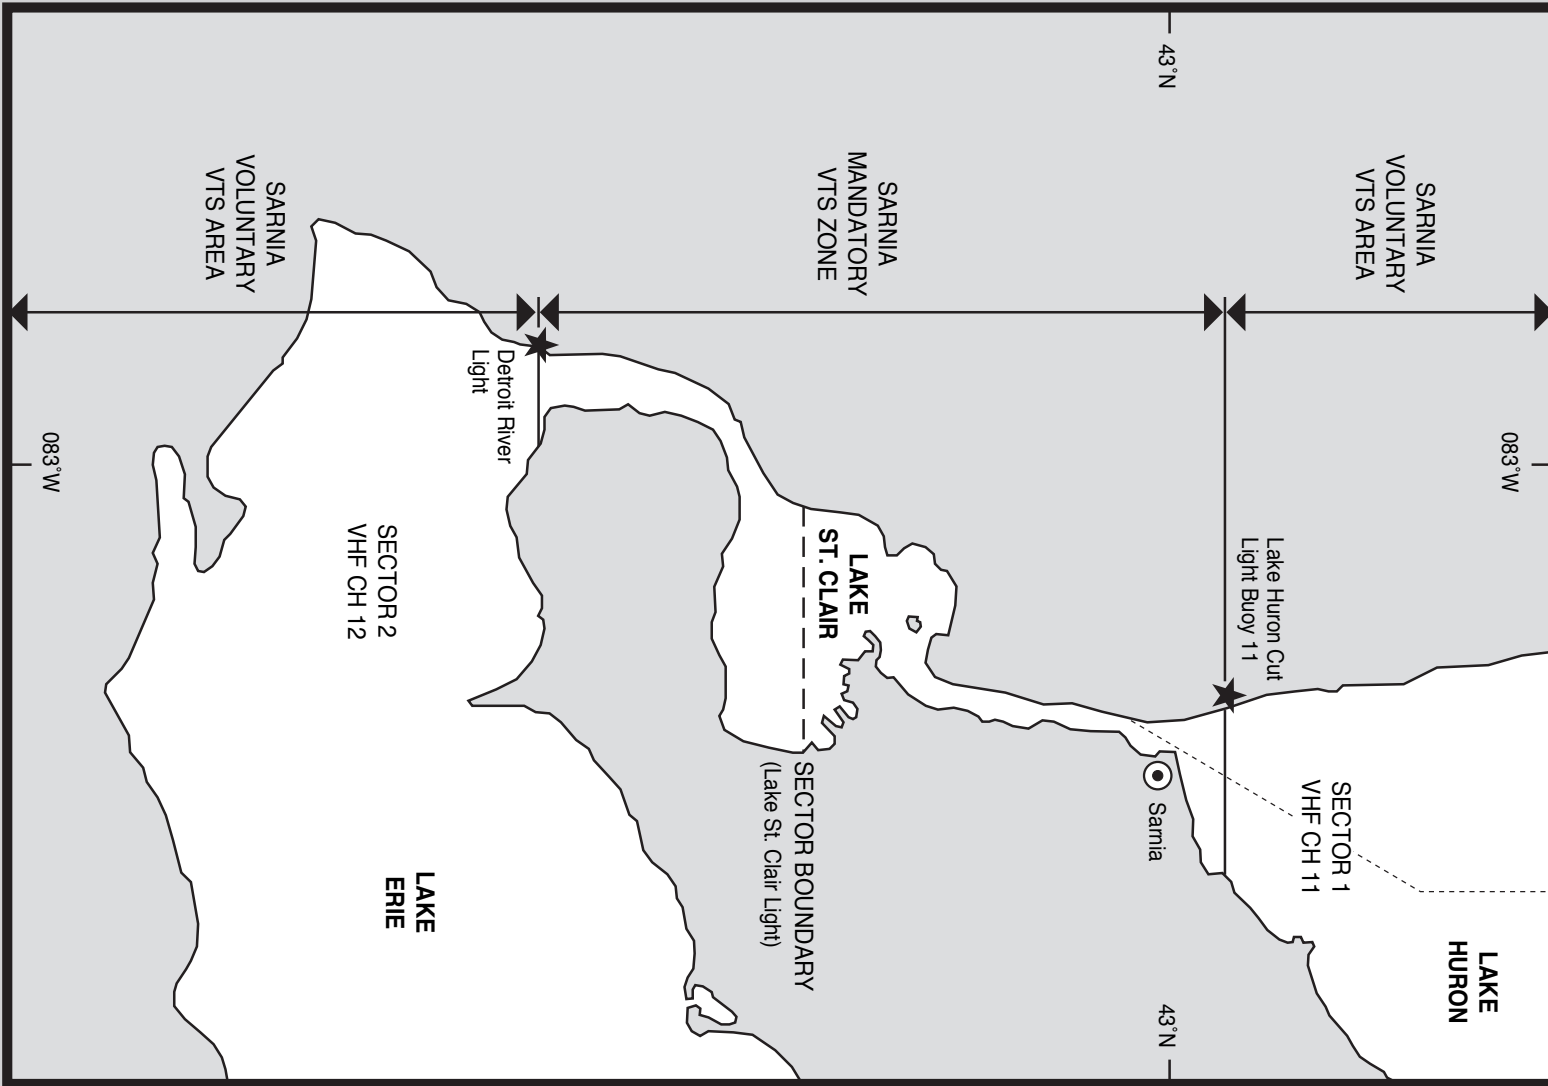 43°N
SARNIA
VOLUNTARY
VTS AREA
SARNIA
MANDATORY
VTS ZONE
SARNIA
VOLUNTARY
VTS AREA
083°W
Lake Huron Cut
Light Buoy 11
SECTOR 1
VHF CH 11
LAKE
HURON
Sarnia
LAKE
ST. CLAIR
SECTOR BOUNDARY
(Lake St. Clair Light)
Detroit River
Light
083°W
SECTOR 2
VHF CH 12
LAKE
ERIE
43°N